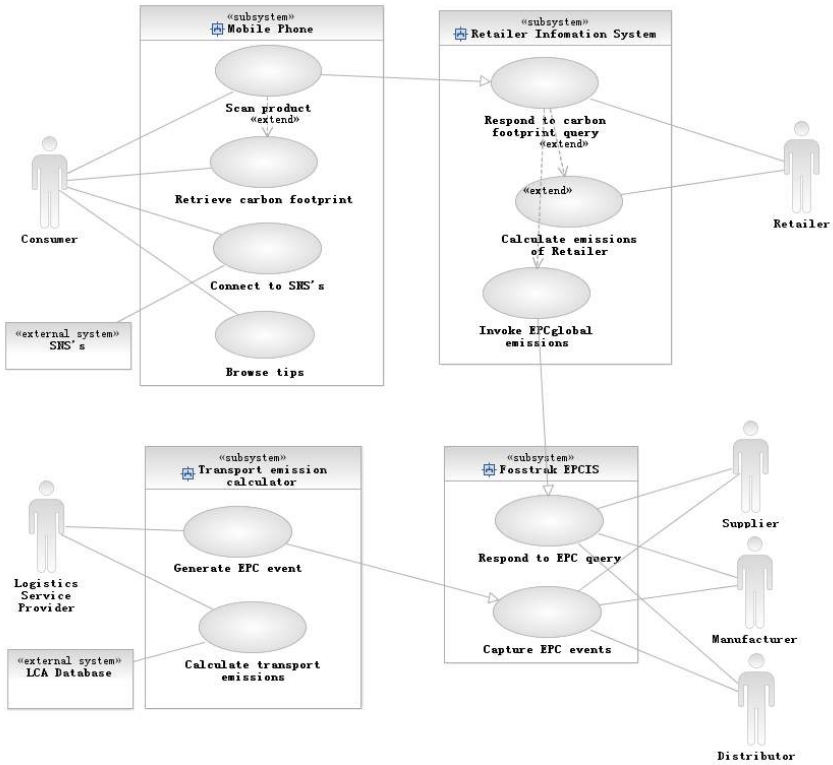 «subsystem»
Mobile Phone
Scan product
«extend»
Retrieve carbon footprint
Connect to SNS's
Browse tips
Consumer
«external system»
SNS's
«subsystem»
Retailer Infomation System
Respond to carbon
footprint query
«extend»
«extend»
Calculate emissions
of Retailer
Invoke EPCglobal
emissions
Retailer
«subsystem»
Transport emission
calculator
Generate EPC event
Calculate transport
emissions
Logistics
Service
Provider
«external system»
LCA Database
«subsystem»
Fosstrak EPCIS
Respond to EPC query
Capture EPC events
Supplier
Manufacturer
Distributor